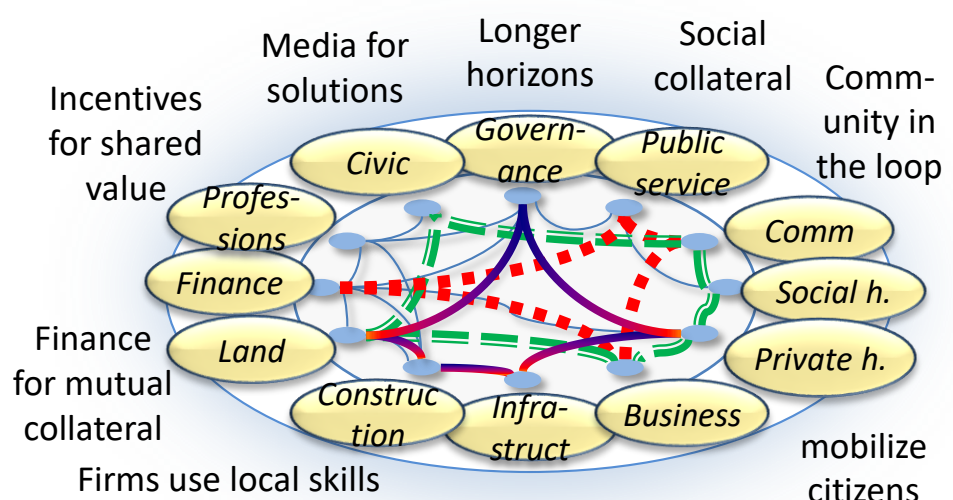 Media for
solutions
Longer
horizons
Social
collateral
Comm-
unity in
the loop
Incentives
for shared
value
Civic
Govern-
ance
Public
service
Profes-
sions
Comm
Finance
Social h.
Land
Private h.
Construc
tion
Infra-
struct
Business
Finance
for mutual
collateral
Firms use local skills
mobilize
citizens